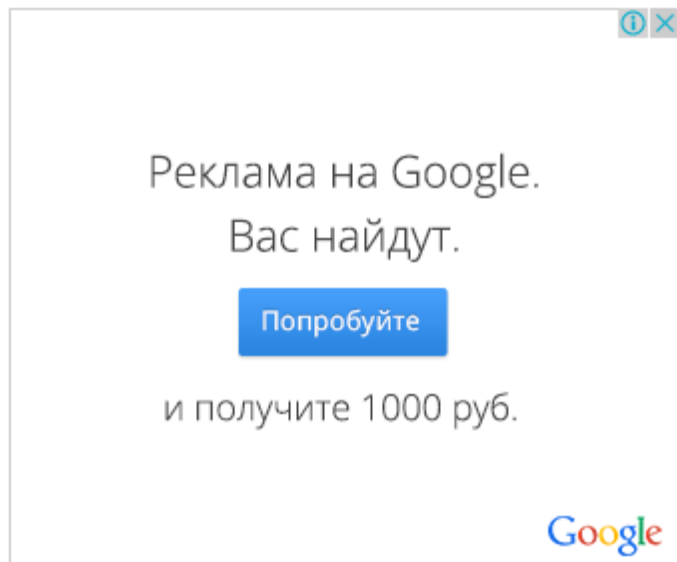 Реклама на Google.
Вас найдут.
Попробуйте
и получите 1000 руб.
Google